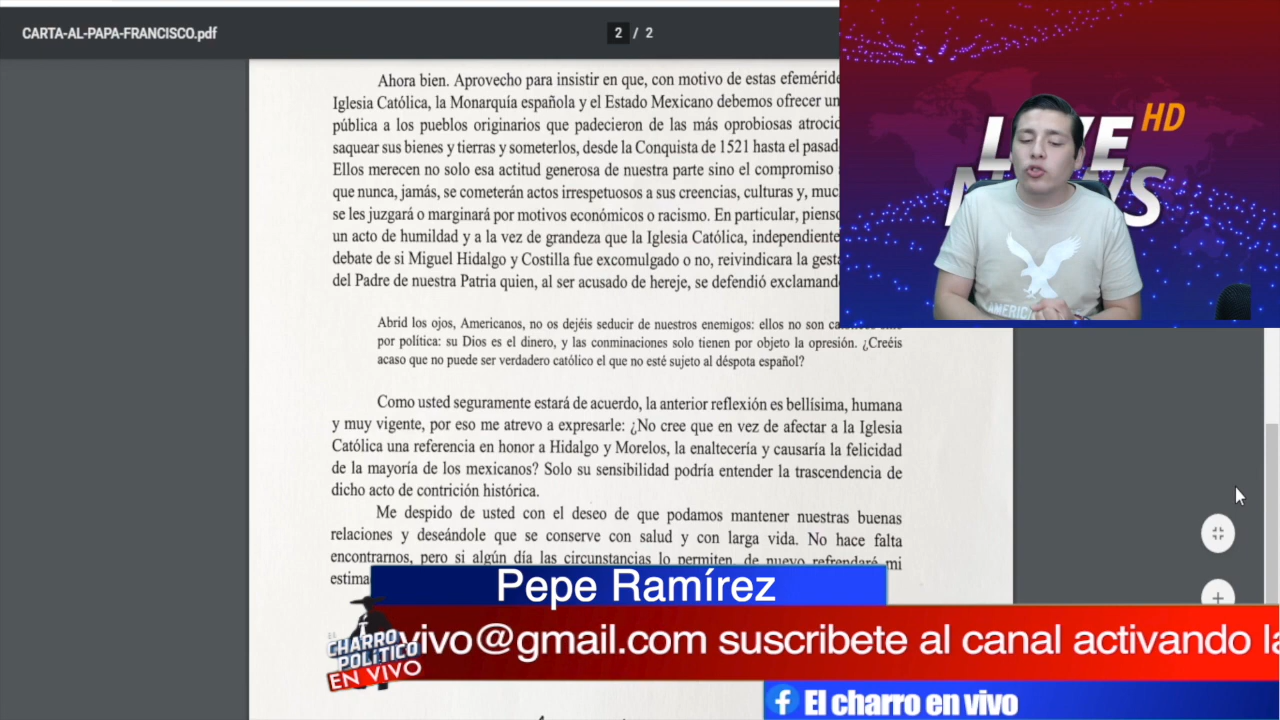 CARTA-AL-PAPA-FRANCISCO.pdf
2 / 2
Ahora bien. Aprovecho para insistir en que, con motivo de estas efeméride
Iglesia Católica, la Monarquía española y el Estado Mexicano debemos ofrecer un
pública a los pueblos originarios que padecieron de las más oprobiosas atroci
saquear sus bienes y tierras y someterlos, desde la Conquista de 1521 hasta el pasad
Ellos merecen no solo esa actitud generosa de nuestra parte sino el compromiso
que nunca, jamás, se cometerán actos irrespetuosos a sus creencias, culturas y, muc
se les juzgará o marginará por motivos económicos o racismo. En particular, piens
un acto de humildad y a la vez de grandeza que la Iglesia Católica, independiente
debate de si Miguel Hidalgo y Costilla fue excomulgado o no, reivindicara la gest
del Padre de nuestra Patria quien, al ser acusado de hereje, se defendió exclamand
Abrid los ojos, Americanos, no os dejéis seducir de nuestros enemigos: ellos no son
por política: su Dios es el dinero, y las conminaciones solo tienen por objeto la opresión. ¿Creéis
acaso que no puede ser verdadero católico el que no esté sujeto al déspota español?
Como usted seguramente estará de acuerdo, la anterior reflexión es bellísima, humana
y muy vigente, por eso me atrevo a expresarle: ¿No cree que en vez de afectar a la Iglesia
Católica una referencia en honor a Hidalgo y Morelos, la enaltecería y causaría la felicidad
de la mayoría de los mexicanos? Solo su sensibilidad podría entender la trascendencia de
dicho acto de contrición histórica.
Me despido de usted con el deseo de que podamos mantener nuestras buenas
relaciones y deseándole que se conserve con salud y con larga vida. No hace falta
encontrarnos, pero si algún día las circunstancias lo permiten, de nuevo refrendaré mi
estima
LIVE HD
NEWS
AMERICAN
Pepe Ramírez
vivo@gmail.com suscribete al canal activando la
CHARRO
POLÍTICO
EN VIVO
El charro en vivo